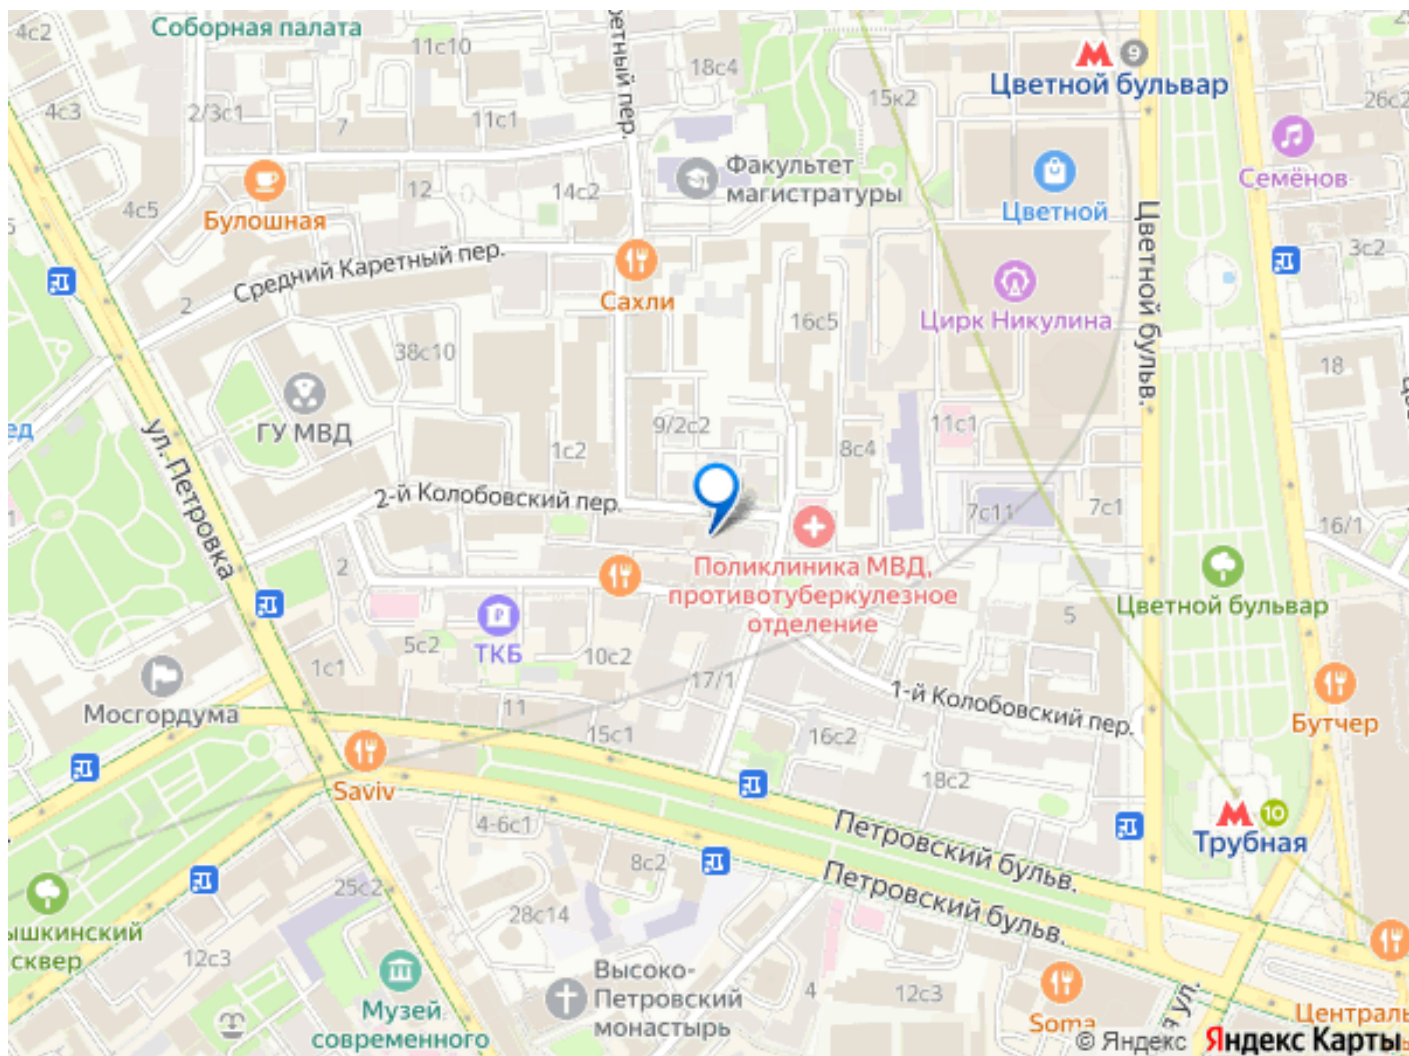 4с2
Соборная палата
11с10
18с4
15к2
9
Цветной бульвар
26с2
4с3
2/3с1
7
11с1
Факультет
магистратуры
Цветной
Семёнов
4с5
Булошная
12
14с2
3с2
Средний Каретный пер.
Сахли
Цирк Никулина
Цветной бульв.
2
16с5
38с10
18
ГУ МВД
ул. Петровка
9/2с2
1с2
8с4
11с1
2-й Колобовский пер.
7с11
7с1
16/1
2
Поликлиника МВД,
противотуберкулезное
отделение
Цветной бульвар
5
ТКБ
5с2
10с2
1с1
17/1
1-й Колобовский пер.
Мосгордума
11
15с1
16с2
Бутчер
18с2
Saviv
10
Трубная
4-6с1
8с2
Петровский бульв.
Петровский бульв.
25с2
28с14
12с3
Высоко-
Петровский
монастырь
4
12с3
Музей
современного
Soma
© Яндекс
Яндекс Карты